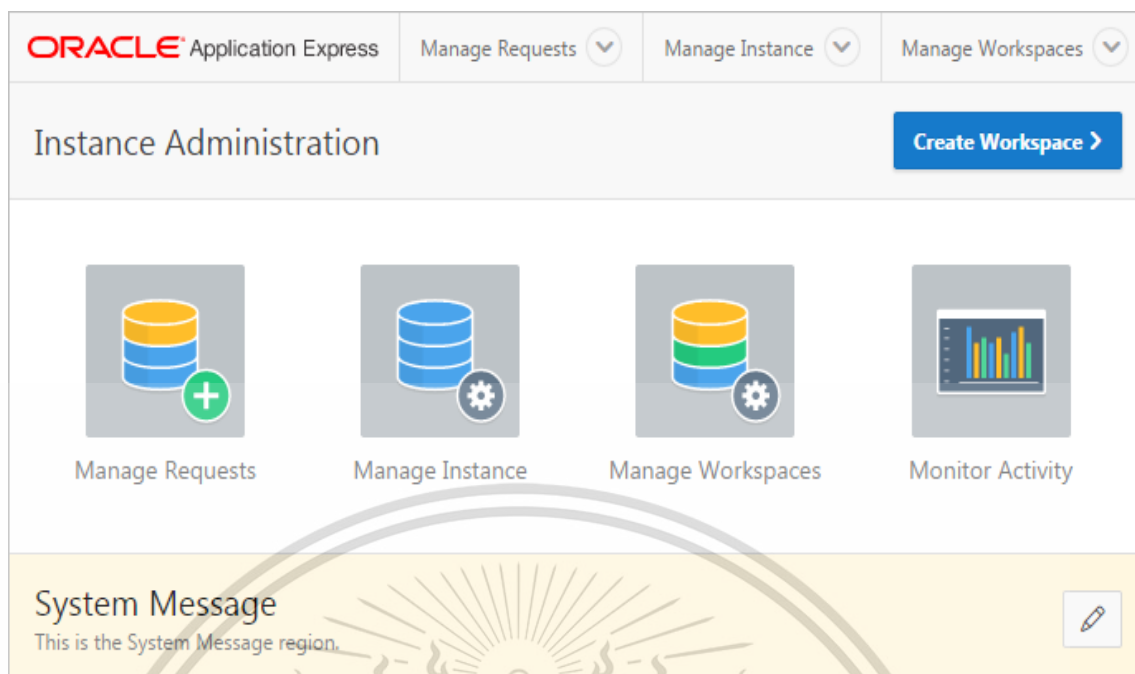 ORACLE Application Express
Manage Requests
Manage Instance
Manage Workspaces
Instance Administration
Create Workspace
Manage Requests
Manage Instance
Manage Workspaces
Monitor Activity
System Message
This is the System Message region.